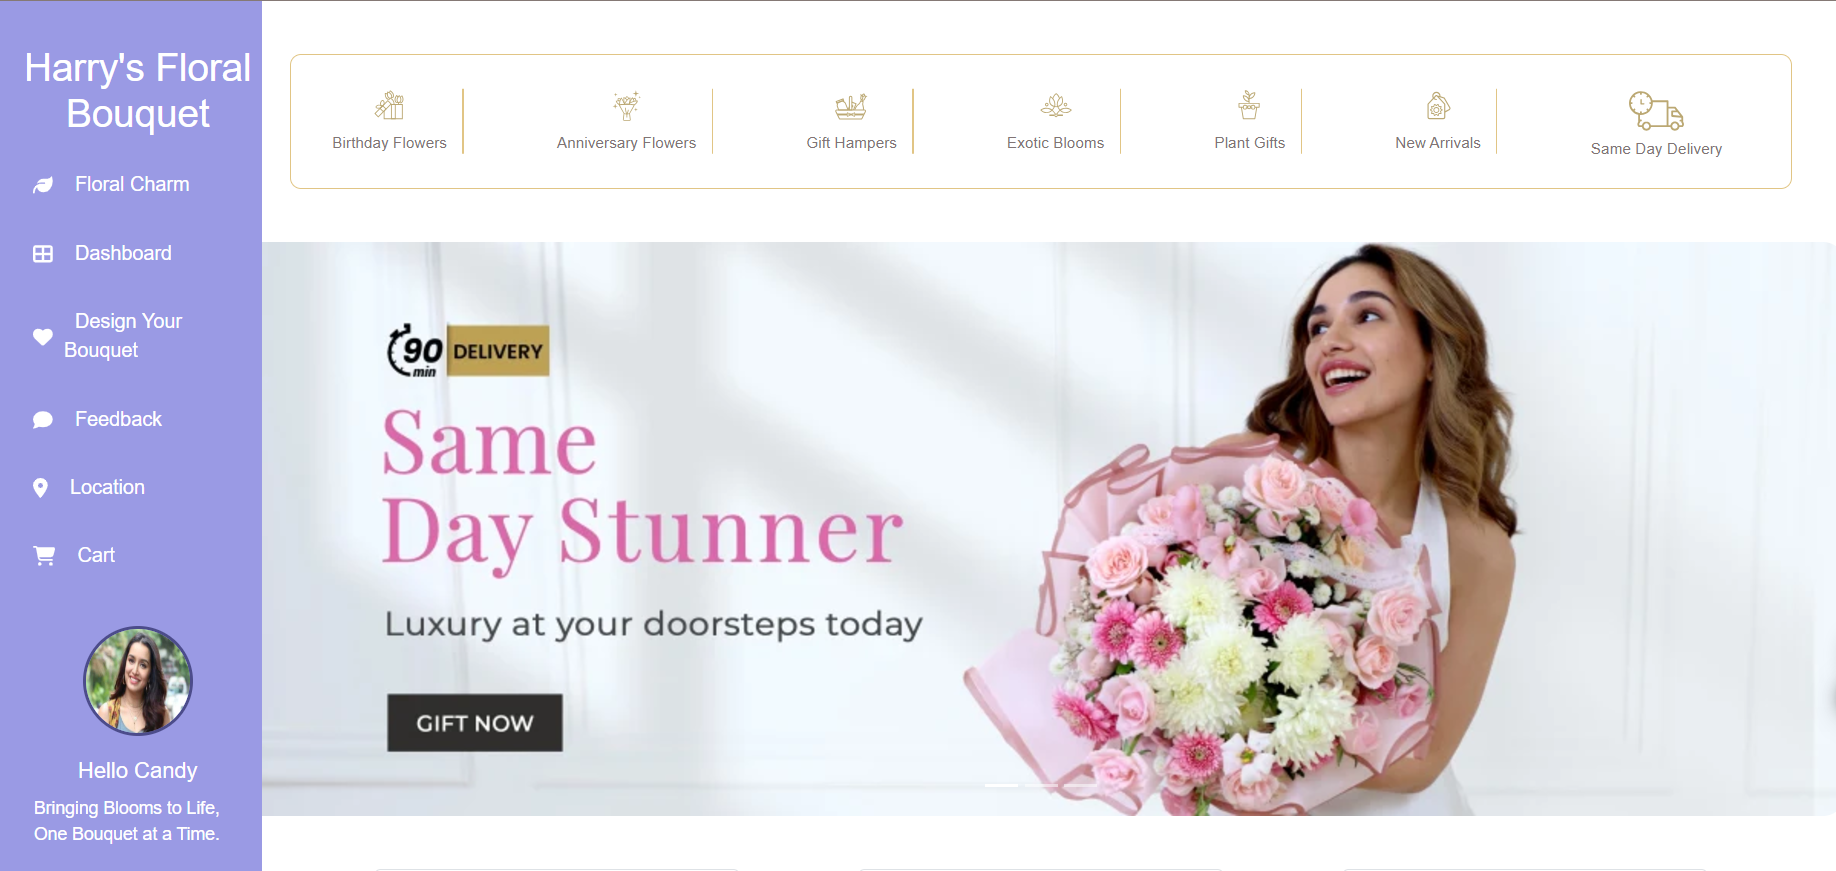 Harry's Floral
Bouquet
Floral Charm
Dashboard
Design Your
Bouquet
Feedback
Location
Cart
Hello Candy
Bringing Blooms to Life,
One Bouquet at a Time.
Birthday Flowers
Anniversary Flowers
Gift Hampers
Exotic Blooms
Plant Gifts
New Arrivals
Same Day Delivery
90
min
DELIVERY
Same
Day Stunner
Luxury at your doorsteps today
GIFT NOW